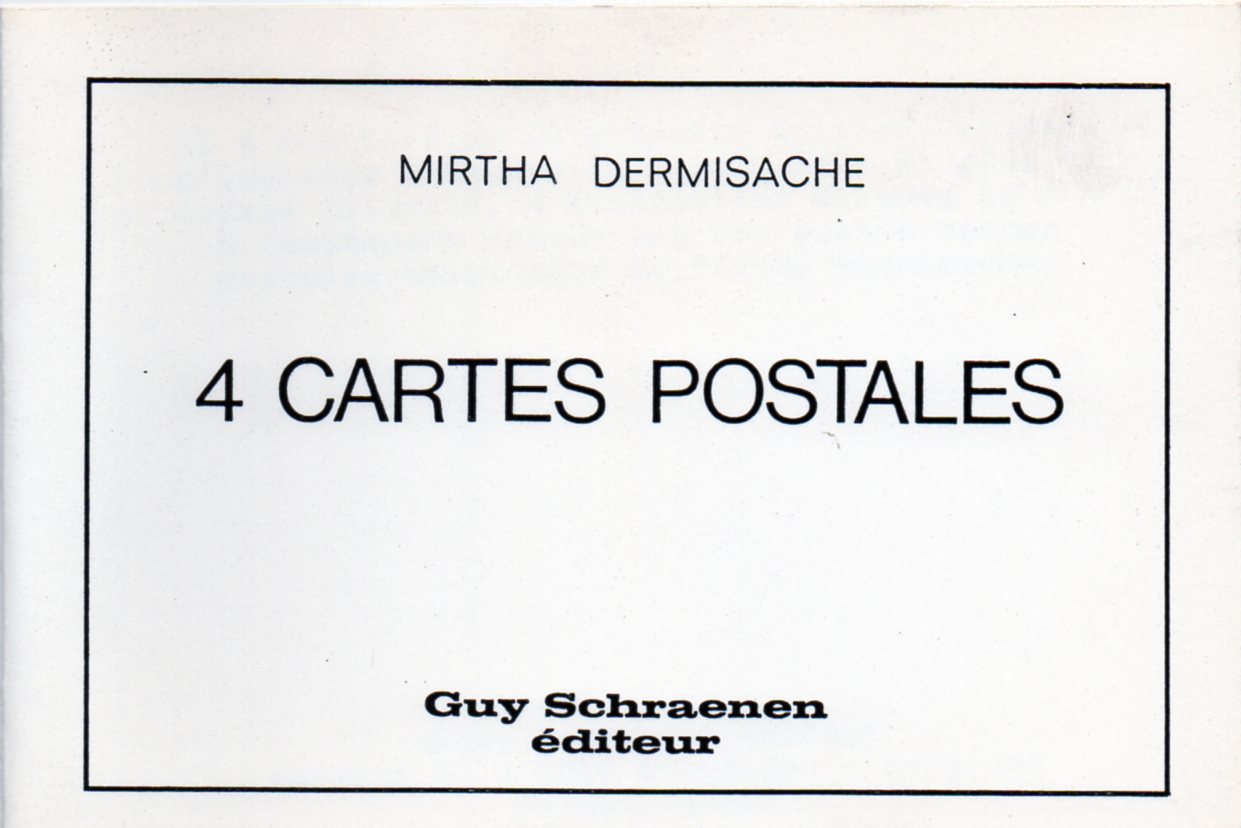 MIRTHA DERMISACHE
4 CARTES POSTALES
Guy Schraenen
éditeur